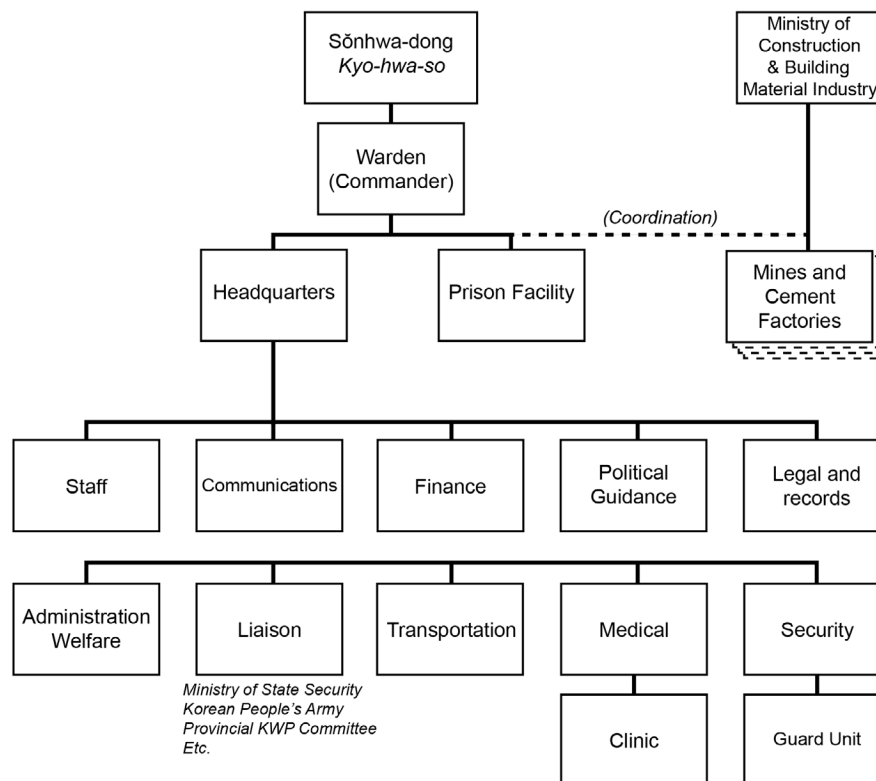 Sŏnhwa-dong
Kyo-hwa-so
Ministry of
Construction
& Building
Material Industry
Warden
(Commander)
(Coordination)
Headquarters
Prison Facility
Mines and
Cement
Factories
Staff
Communications
Finance
Political
Guidance
Legal and
records
Administration
Welfare
Liaison
Transportation
Medical
Security
Ministry of State Security
Korean People’s Army
Provincial KWP Committee
Etc.
Clinic
Guard Unit